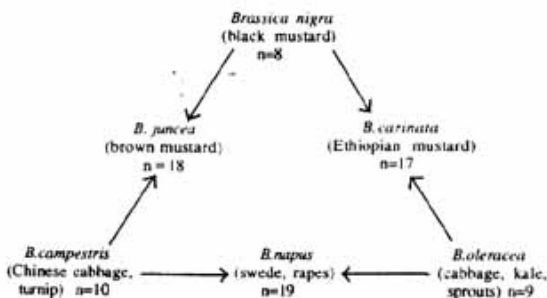 Brassica nigra
(black mustard)
n=8
B. juncea
(brown mustard)
n = 18
B.carinata
(Ethiopian mustard)
n=17
B.campestris
(Chinese cabbage,
turnip) n=10
B.napus
(swede, rapes)
n=19
B.oleracea
(cabbage, kale,
sprouts) n=9